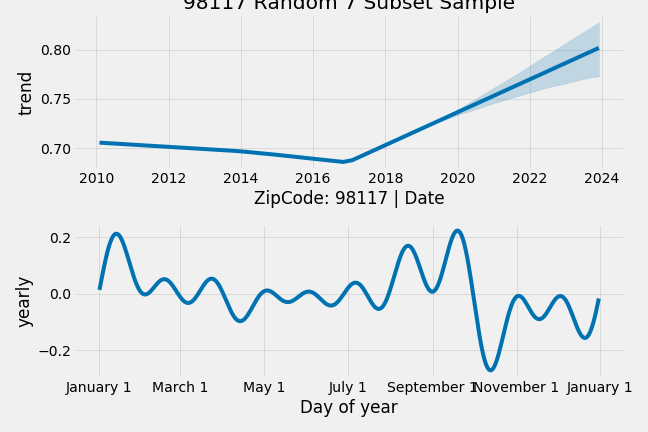 98117 Random 7 Subset Sample
trend
0.80
0.75
0.70
2010 2012 2014 2016 2018 2020 2022 2024
ZipCode: 98117 | Date
yearly
0.2
0.0
−0.2
January 1 March 1 May 1 July 1 September 1 November 1 January 1
Day of year